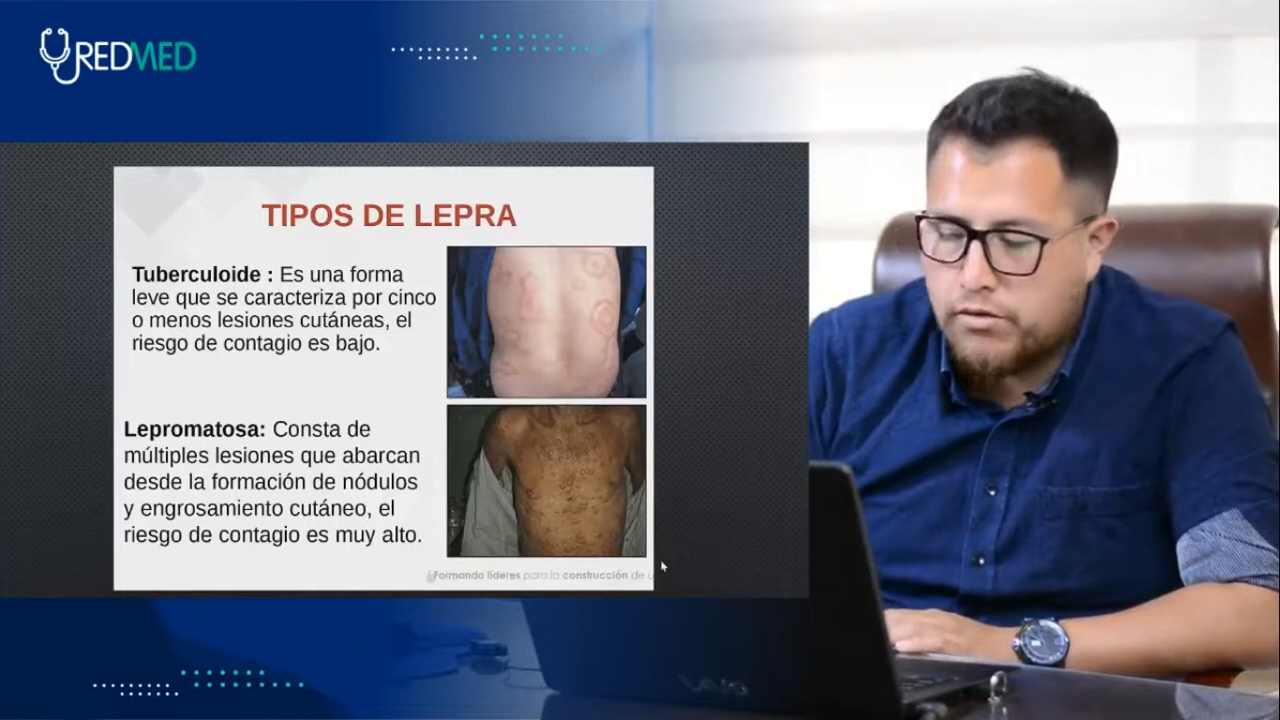 REDMED
TIPOS DE LEPRA
Tuberculoide : Es una forma
leve que se caracteriza por cinco
o menos lesiones cutáneas, el
riesgo de contagio es bajo.
Lepromatosa: Consta de
múltiples lesiones que abarcan
desde la formación de nódulos
y engrosamiento cutáneo, el
riesgo de contagio es muy alto.
Formando líderes para la construcción de
VAIO